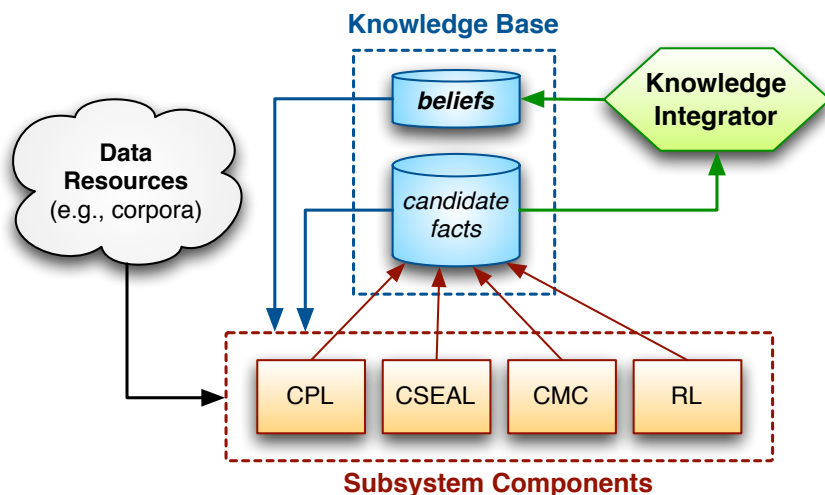 Knowledge Base
beliefs
Knowledge
Integrator
Data
Resources
(e.g., corpora)
candidate
facts
CPL
CSEAL
CMC
RL
Subsystem Components